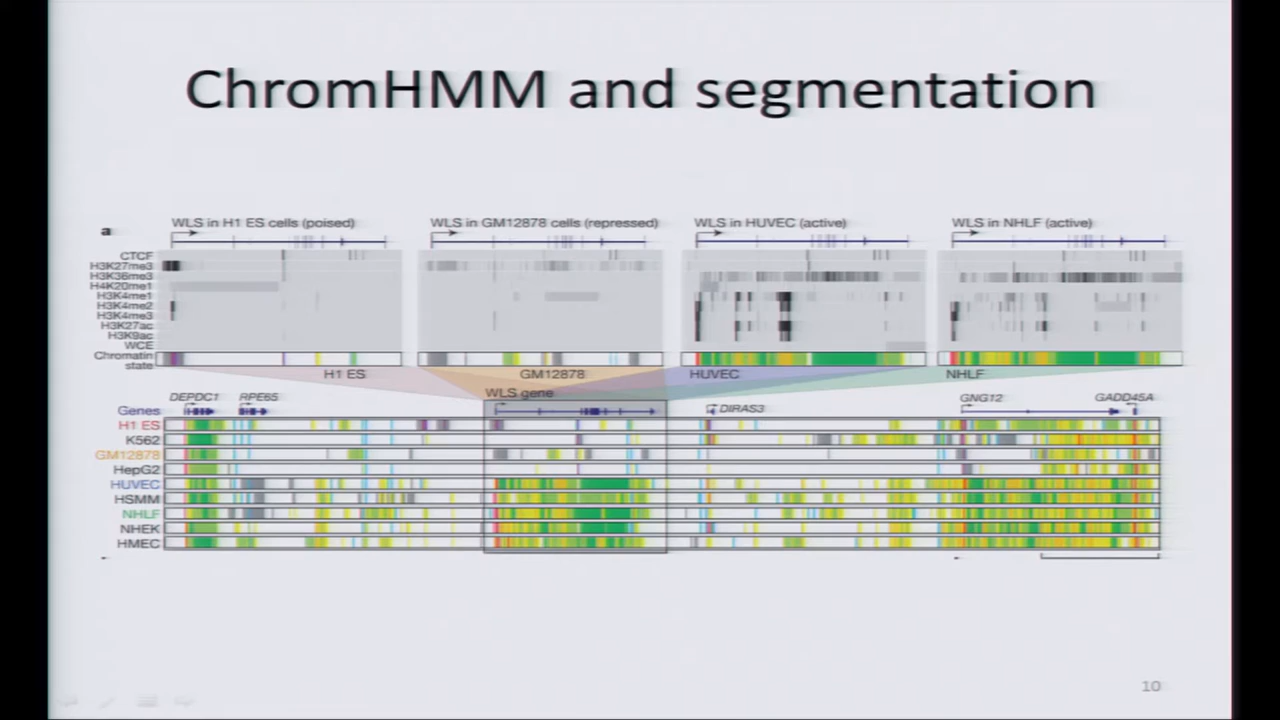 ChromHMM and segmentation
a
WLS in H1 ES cells (poised)
WLS in GM12878 cells (repressed)
WLS in HUVEC (active)
WLS in NHLF (active)
CTCF
H3K27me3
H3K36me3
H4K20me1
H3K4me1
H3K4me2
H3K4me3
H3K27ac
H3K9ac
WCE
Chromatin
state
H1 ES
GM12878
HUVEC
NHLF
WLS gene
DEPDC1
RPE65
DIRAS3
GNG12
GADD45A
Genes
H1 ES
K562
GM12878
HepG2
HUVEC
HSMM
NHLF
NHEK
HMEC
10